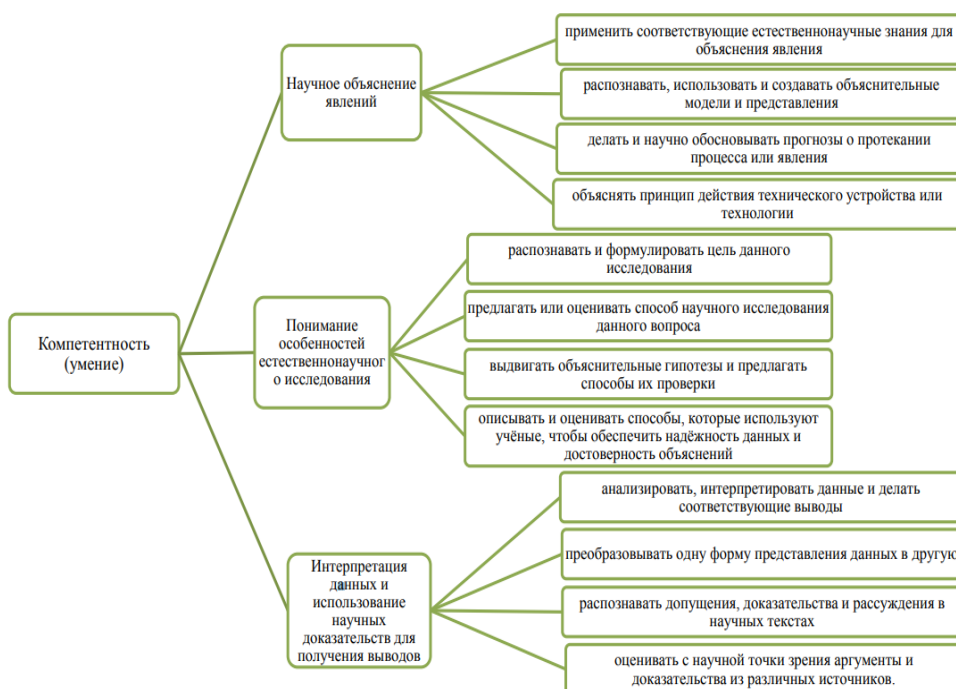 Компетентность
(умение)
Научное объяснение
явлений
применить соответствующие естественнонаучные знания для
объяснения явления
распознавать, использовать и создавать объяснительные
модели и представления
делать и научно обосновывать прогнозы о протекании
процесса или явления
объяснять принцип действия технического устройства или
технологии
Понимание
особенностей
естественнонаучног
о исследования
распознавать и формулировать цель данного
исследования
предлагать или оценивать способ научного исследования
данного вопроса
выдвигать объяснительные гипотезы и предлагать
способы их проверки
описывать и оценивать способы, которые используют
учёные, чтобы обеспечить надёжность данных и
достоверность объяснений
Интерпретация
данных и
использование
научных
доказательств для
получения выводов
анализировать, интерпретировать данные и делать
соответствующие выводы
преобразовывать одну форму представления данных в другую
распознавать допущения, доказательства и рассуждения в
научных текстах
оценивать с научной точки зрения аргументы и
доказательства из различных источников.